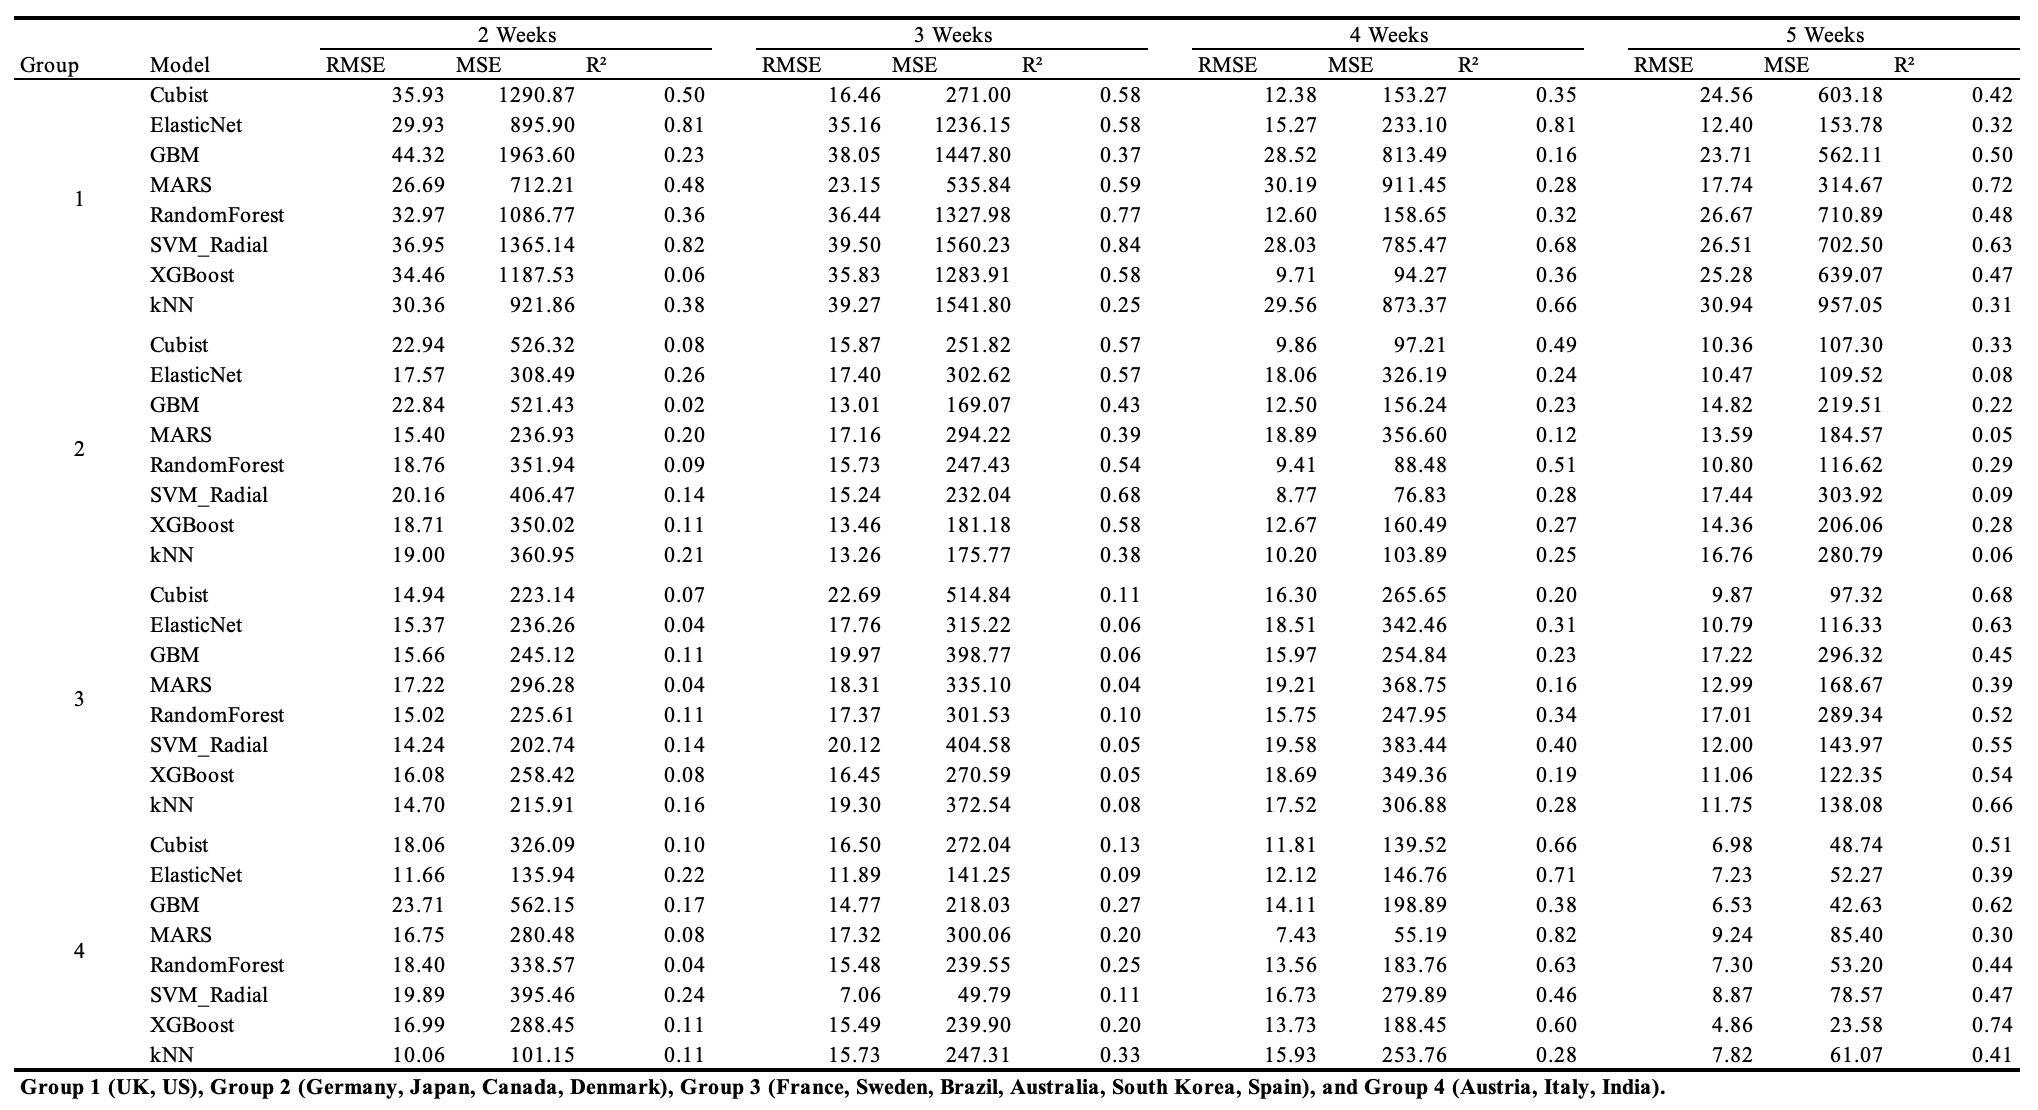 2 Weeks 3 Weeks 4 Weeks 5 Weeks
Group Model RMSE MSE R² RMSE MSE R² RMSE MSE R² RMSE MSE R²
Cubist 35.93 1290.87 0.50 16.46 271.00 0.58 12.38 153.27 0.35 24.56 603.18 0.42
ElasticNet 29.93 895.90 0.81 35.16 1236.15 0.58 15.27 233.10 0.81 12.40 153.78 0.32
GBM 44.32 1963.60 0.23 38.05 1447.80 0.37 28.52 813.49 0.16 23.71 562.11 0.50
MARS 26.69 712.21 0.48 23.15 535.84 0.59 30.19 911.45 0.28 17.74 314.67 0.72
1
RandomForest 32.97 1086.77 0.36 36.44 1327.98 0.77 12.60 158.65 0.32 26.67 710.89 0.48
SVM_Radial 36.95 1365.14 0.82 39.50 1560.23 0.84 28.03 785.47 0.68 26.51 702.50 0.63
XGBoost 34.46 1187.53 0.06 35.83 1283.91 0.58 9.71 94.27 0.36 25.28 639.07 0.47
kNN 30.36 921.86 0.38 39.27 1541.80 0.25 29.56 873.37 0.66 30.94 957.05 0.31
Cubist 22.94 526.32 0.08 15.87 251.82 0.57 9.86 97.21 0.49 10.36 107.30 0.33
ElasticNet 17.57 308.49 0.26 17.40 302.62 0.57 18.06 326.19 0.24 10.47 109.52 0.08
GBM 22.84 521.43 0.02 13.01 169.07 0.43 12.50 156.24 0.23 14.82 219.51 0.22
MARS 15.40 236.93 0.20 17.16 294.22 0.39 18.89 356.60 0.12 13.59 184.57 0.05
2
RandomForest 18.76 351.94 0.09 15.73 247.43 0.54 9.41 88.48 0.51 10.80 116.62 0.29
SVM_Radial 20.16 406.47 0.14 15.24 232.04 0.68 8.77 76.83 0.28 17.44 303.92 0.09
XGBoost 18.71 350.02 0.11 13.46 181.18 0.58 12.67 160.49 0.27 14.36 206.06 0.28
kNN 19.00 360.95 0.21 13.26 175.77 0.38 10.20 103.89 0.25 16.76 280.79 0.06
Cubist 14.94 223.14 0.07 22.69 514.84 0.11 16.30 265.65 0.20 9.87 97.32 0.68
ElasticNet 15.37 236.26 0.04 17.76 315.22 0.06 18.51 342.46 0.31 10.79 116.33 0.63
GBM 15.66 245.12 0.11 19.97 398.77 0.06 15.97 254.84 0.23 17.22 296.32 0.45
MARS 17.22 296.28 0.04 18.31 335.10 0.04 19.21 368.75 0.16 12.99 168.67 0.39
3
RandomForest 15.02 225.61 0.11 17.37 301.53 0.10 15.75 247.95 0.34 17.01 289.34 0.52
SVM_Radial 14.24 202.74 0.14 20.12 404.58 0.05 19.58 383.44 0.40 12.00 143.97 0.55
XGBoost 16.08 258.42 0.08 16.45 270.59 0.05 18.69 349.36 0.19 11.06 122.35 0.54
kNN 14.70 215.91 0.16 19.30 372.54 0.08 17.52 306.88 0.28 11.75 138.08 0.66
Cubist 18.06 326.09 0.10 16.50 272.04 0.13 11.81 139.52 0.66 6.98 48.74 0.51
ElasticNet 11.66 135.94 0.22 11.89 141.25 0.09 12.12 146.76 0.71 7.23 52.27 0.39
GBM 23.71 562.15 0.17 14.77 218.03 0.27 14.11 198.89 0.38 6.53 42.63 0.62
MARS 16.75 280.48 0.08 17.32 300.06 0.20 7.43 55.19 0.82 9.24 85.40 0.30
4
RandomForest 18.40 338.57 0.04 15.48 239.55 0.25 13.56 183.76 0.63 7.30 53.20 0.44
SVM_Radial 19.89 395.46 0.24 7.06 49.79 0.11 16.73 279.89 0.46 8.87 78.57 0.47
XGBoost 16.99 288.45 0.11 15.49 239.90 0.20 13.73 188.45 0.60 4.86 23.58 0.74
kNN 10.06 101.15 0.11 15.73 247.31 0.33 15.93 253.76 0.28 7.82 61.07 0.41
Group 1 (UK, US), Group 2 (Germany, Japan, Canada, Denmark), Group 3 (France, Sweden, Brazil, Australia, South Korea, Spain), and Group 4 (Austria, Italy, India).